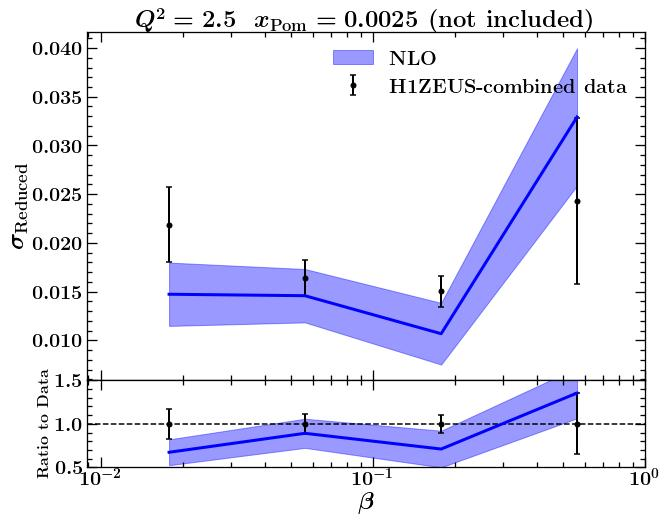 Q² = 2.5 x_Pom = 0.0025 (not included)
NLO
H1ZEUS-combined data
σ_Reduced
0.040
0.035
0.030
0.025
0.020
0.015
0.010
Ratio to Data
1.5
1.0
0.5
10⁻² 10⁻¹ 10⁰
β